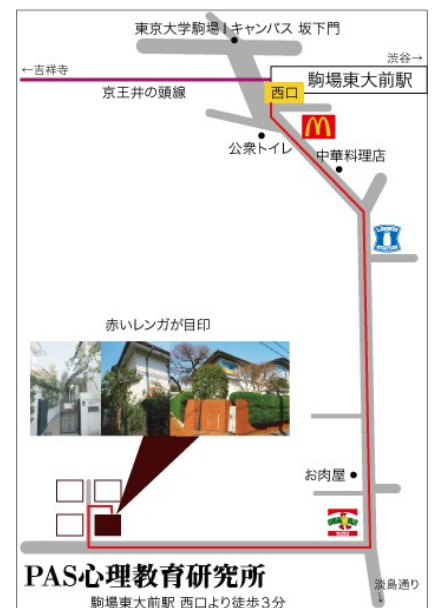 東京大学駒場Iキャンパス 坂下門
渋谷→
←吉祥寺
駒場東大前駅
京王井の頭線
西口
公衆トイレ
中華料理店
赤いレンガが目印
お肉屋
PAS心理教育研究所
淡島通り
↓
駒場東大前駅 西口より徒歩3分